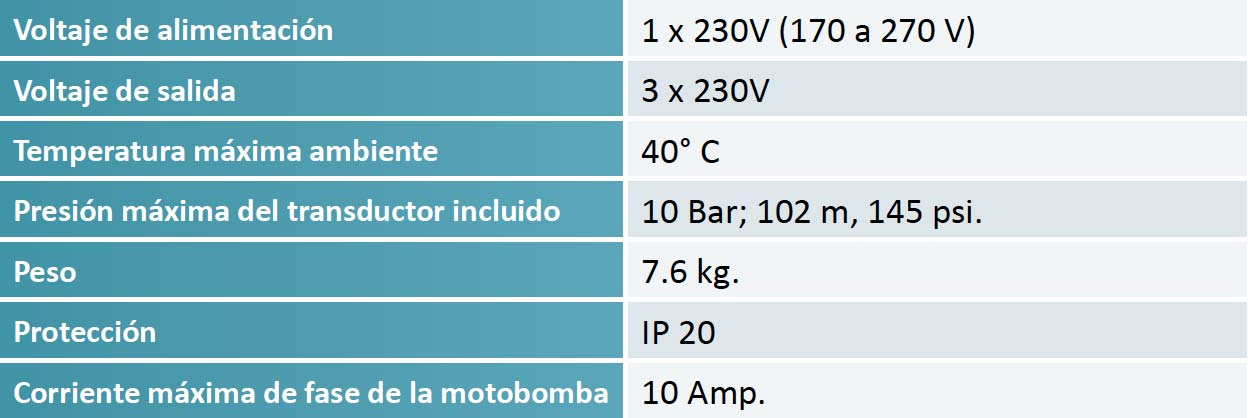 Voltaje de alimentación 1 x 230V (170 a 270 V)
Voltaje de salida 3 x 230V
Temperatura máxima ambiente 40° C
Presión máxima del transductor incluido 10 Bar; 102 m, 145 psi.
Peso 7.6 kg.
Protección IP 20
Corriente máxima de fase de la motobomba 10 Amp.